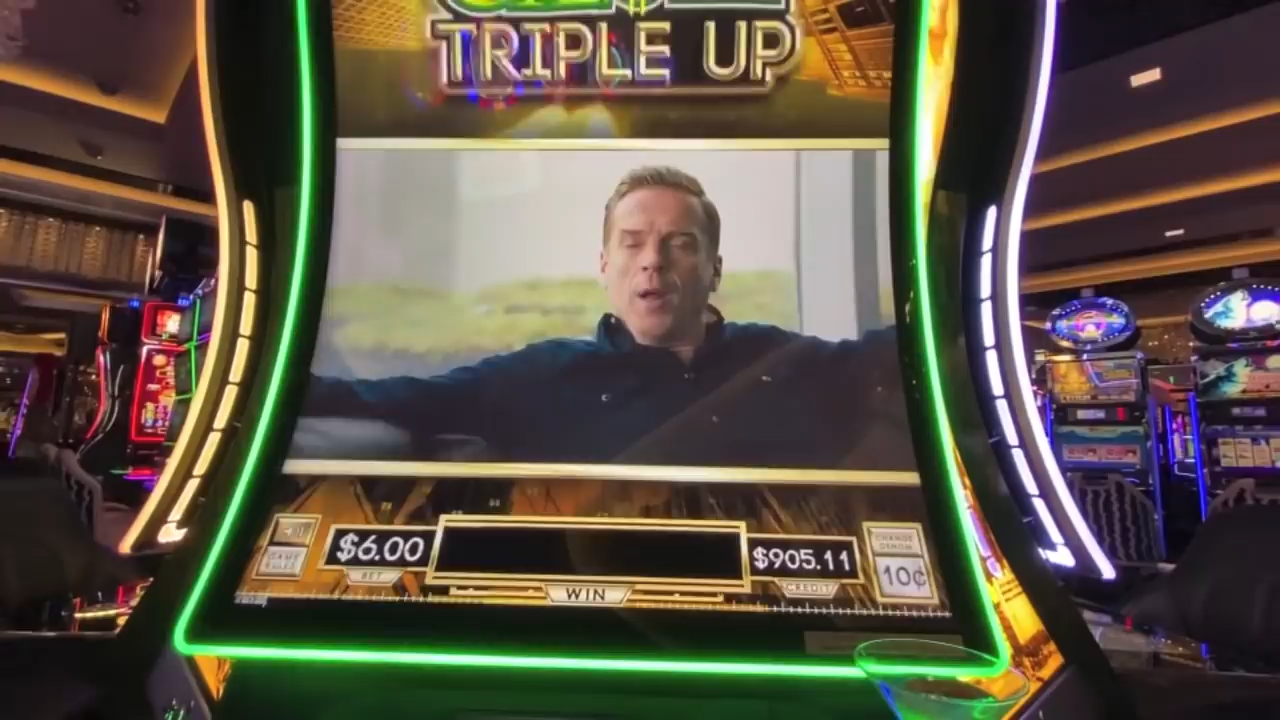 TRIPLE UP
GAME
RULES
$6.00
BET
WIN
$905.11
CREDIT
CHANGE
DENOM
10¢